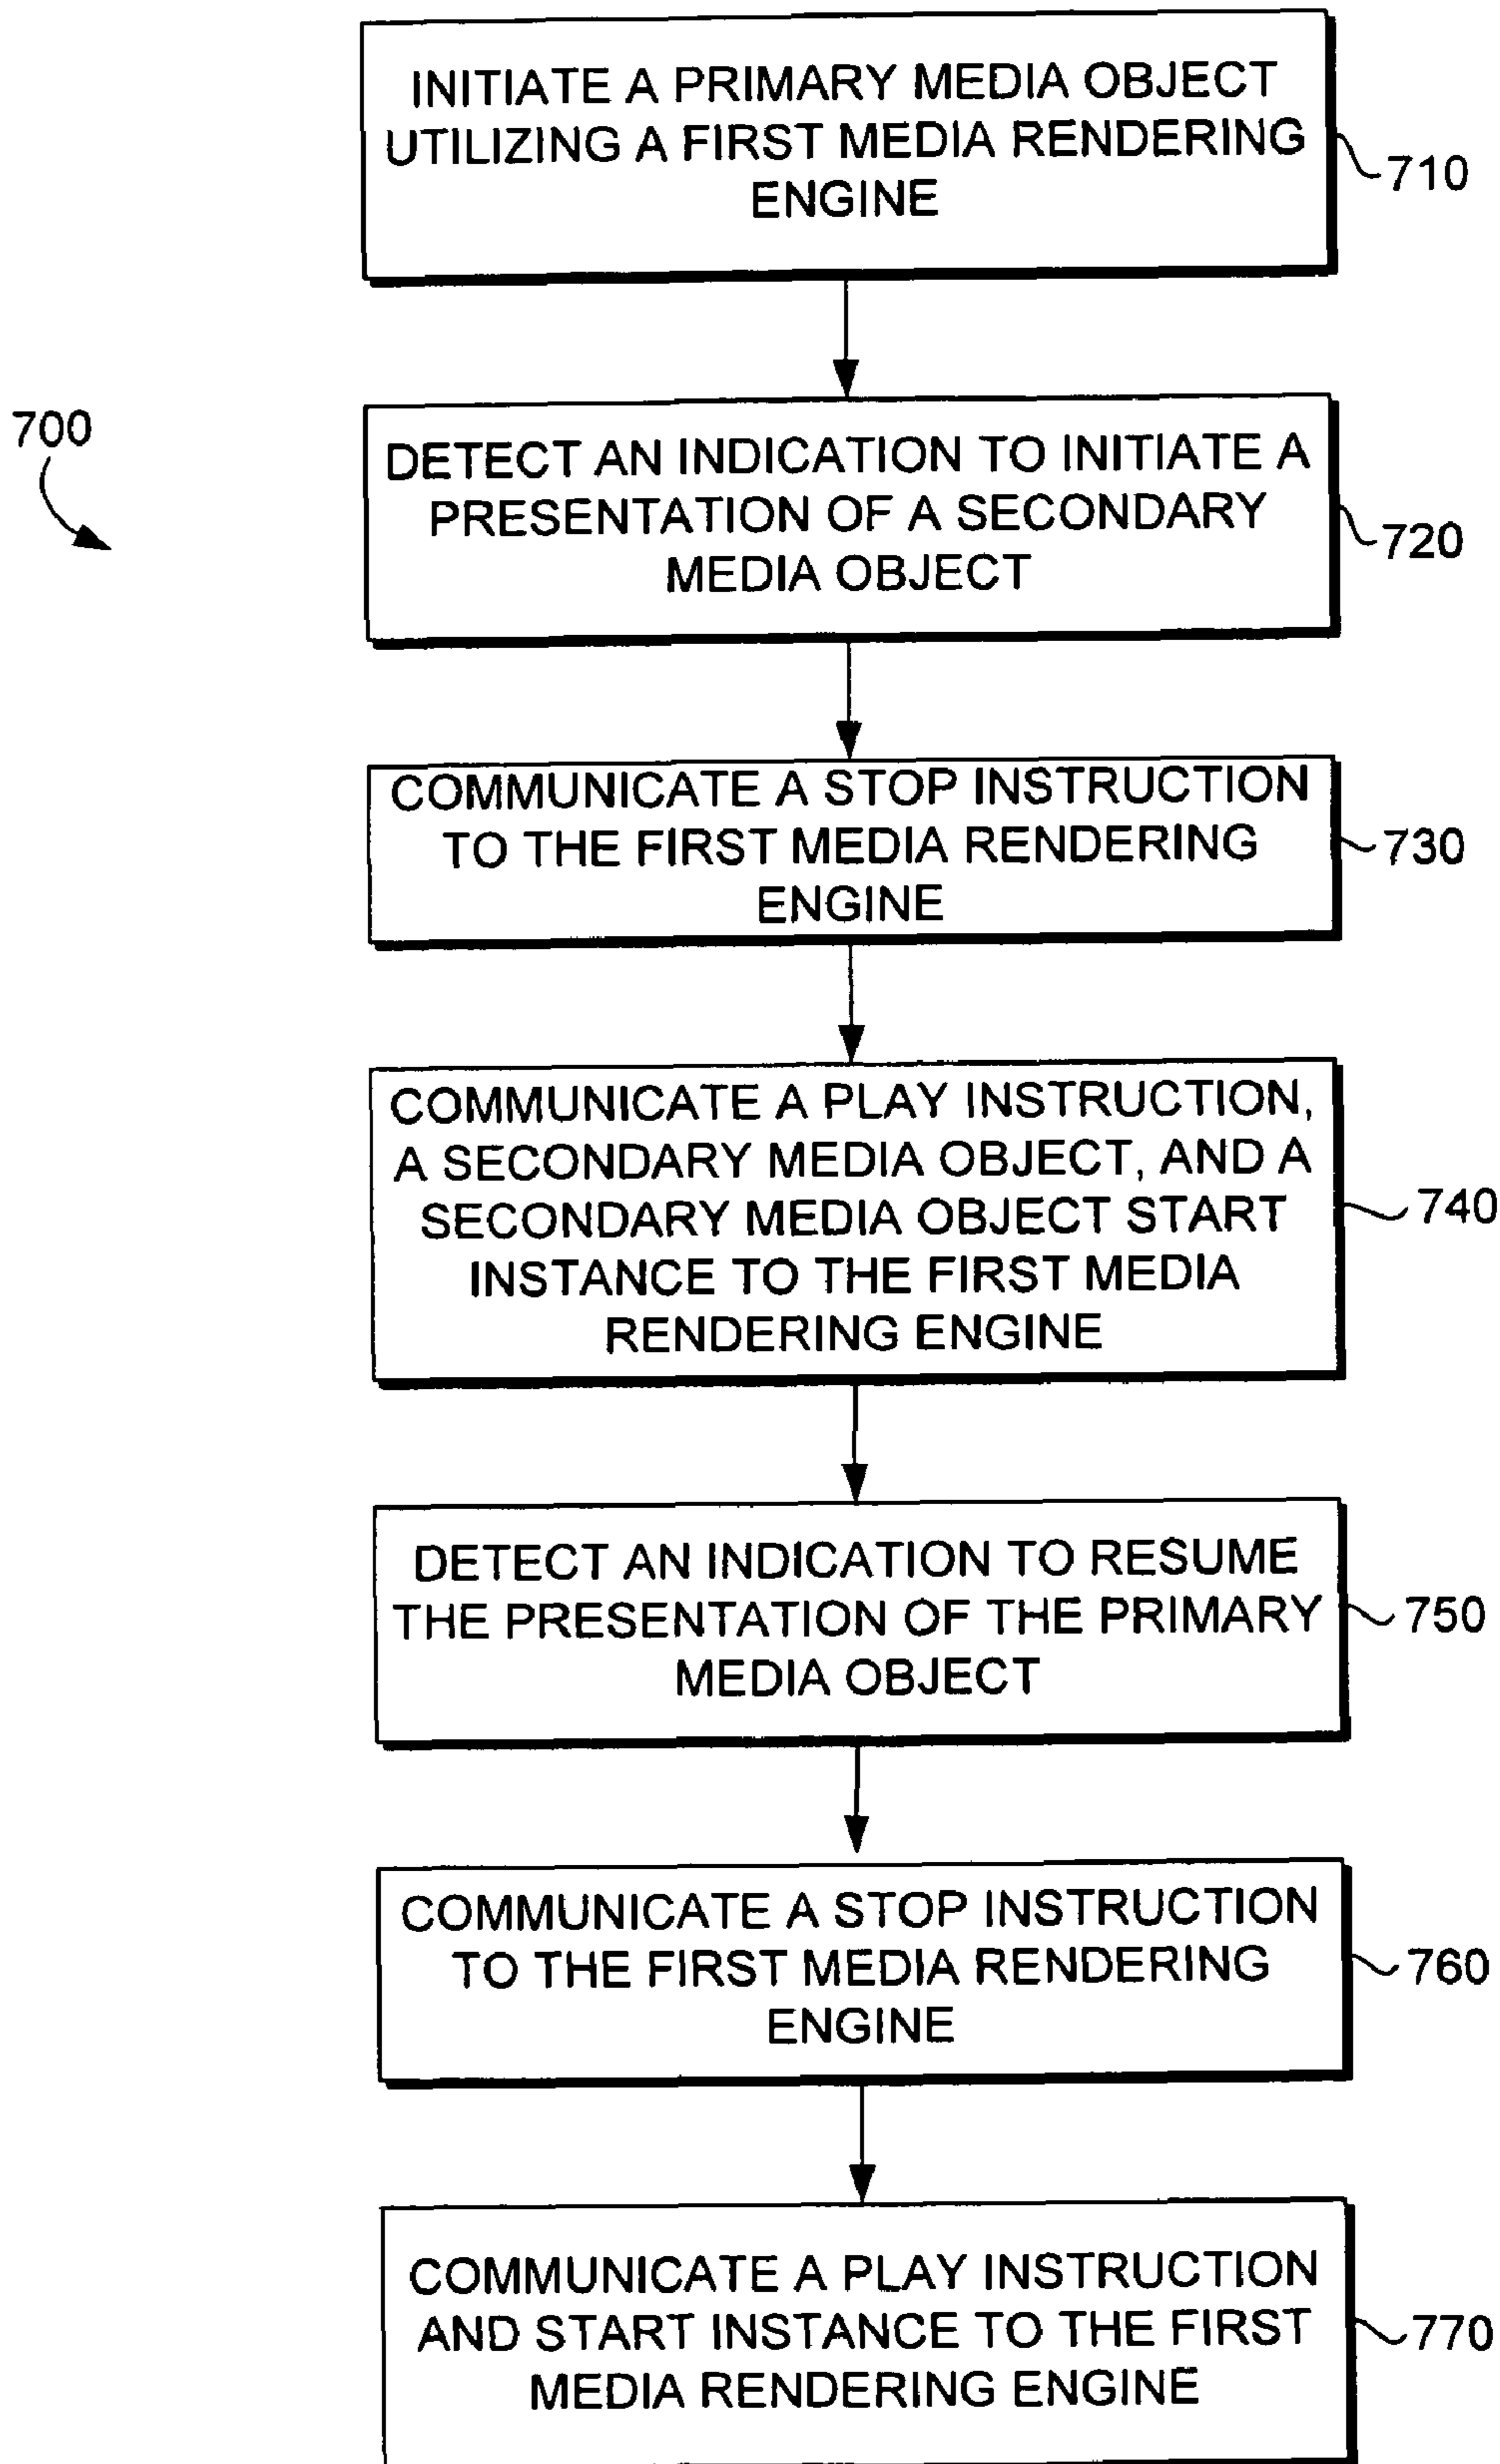 INITIATE A PRIMARY MEDIA OBJECT
UTILIZING A FIRST MEDIA RENDERING
ENGINE
710
700
DETECT AN INDICATION TO INITIATE A
PRESENTATION OF A SECONDARY
MEDIA OBJECT
720
COMMUNICATE A STOP INSTRUCTION
TO THE FIRST MEDIA RENDERING
ENGINE
730
COMMUNICATE A PLAY INSTRUCTION,
A SECONDARY MEDIA OBJECT, AND A
SECONDARY MEDIA OBJECT START
INSTANCE TO THE FIRST MEDIA
RENDERING ENGINE
740
DETECT AN INDICATION TO RESUME
THE PRESENTATION OF THE PRIMARY
MEDIA OBJECT
750
COMMUNICATE A STOP INSTRUCTION
TO THE FIRST MEDIA RENDERING
ENGINE
760
COMMUNICATE A PLAY INSTRUCTION
AND START INSTANCE TO THE FIRST
MEDIA RENDERING ENGINE
770